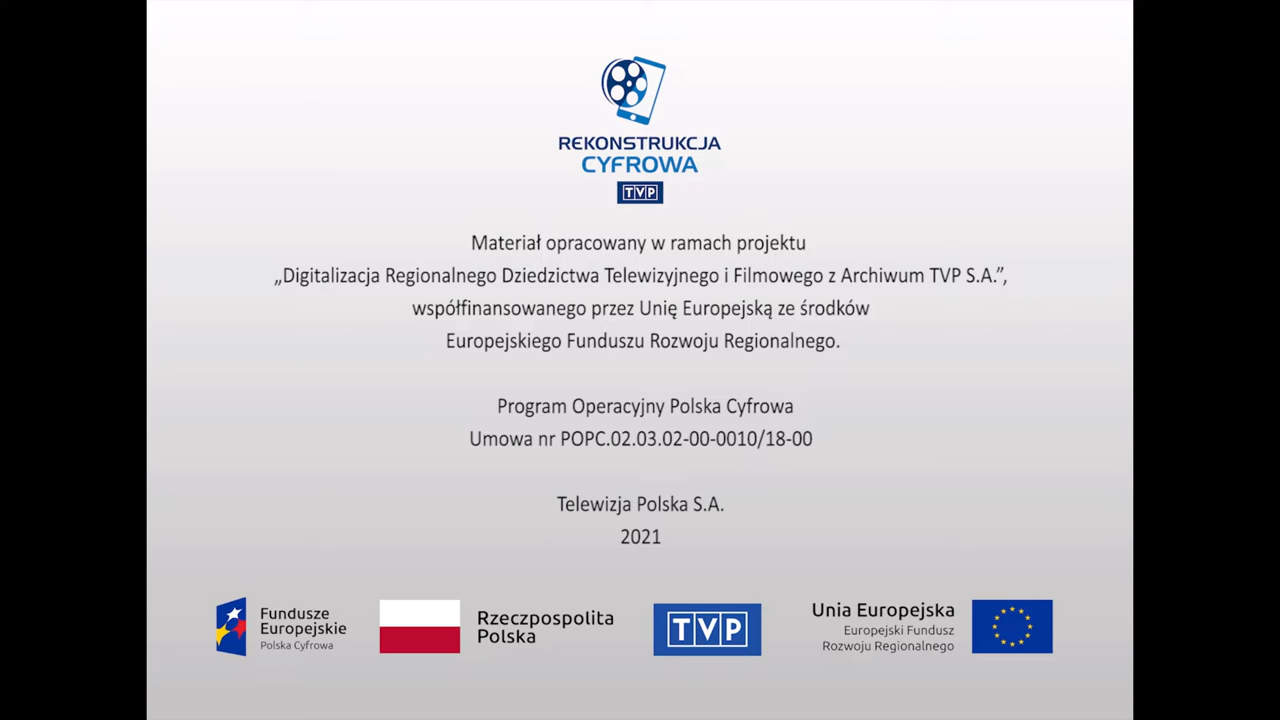 REKONSTRUKCJA
CYFROWA
TVP
Materiał opracowany w ramach projektu
„Digitalizacja Regionalnego Dziedzictwa Telewizyjnego i Filmowego z Archiwum TVP S.A.”,
współfinansowanego przez Unię Europejską ze środków
Europejskiego Funduszu Rozwoju Regionalnego.
Program Operacyjny Polska Cyfrowa
Umowa nr POPC.02.03.02-00-0010/18-00
Telewizja Polska S.A.
2021
Fundusze
Europejskie
Polska Cyfrowa
Rzeczpospolita
Polska
TVP
Unia Europejska
Europejski Fundusz
Rozwoju Regionalnego